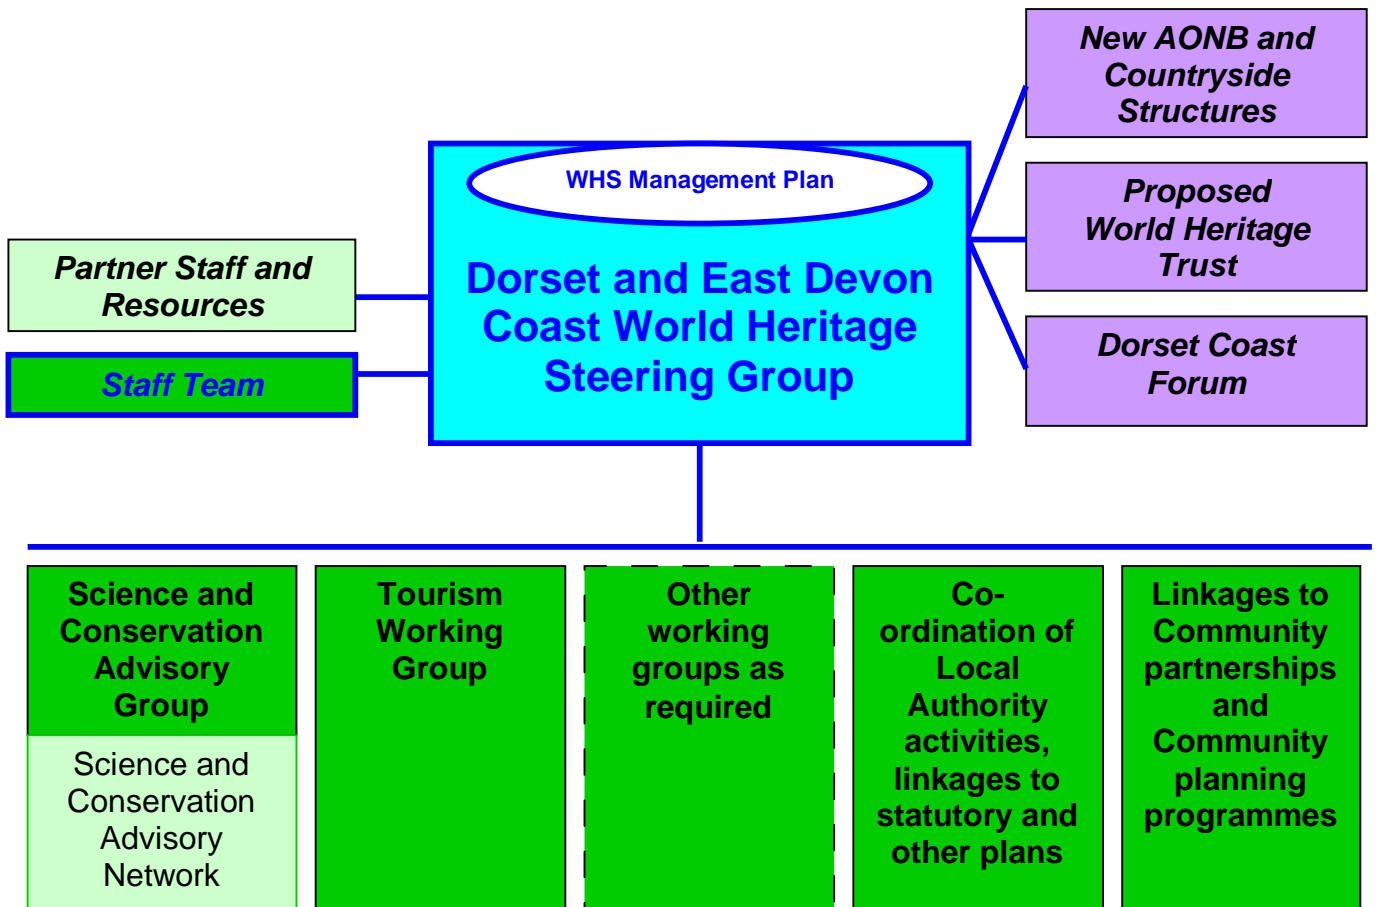 New AONB and
Countryside
Structures
WHS Management Plan
Proposed
World Heritage
Trust
Partner Staff and
Resources
Dorset and East Devon
Coast World Heritage
Steering Group
Staff Team
Dorset Coast
Forum
Science and
Conservation
Advisory
Group
Science and
Conservation
Advisory
Network
Tourism
Working
Group
Other
working
groups as
required
Co-
ordination of
Local
Authority
activities,
linkages to
statutory and
other plans
Linkages to
Community
partnerships
and
Community
planning
programmes